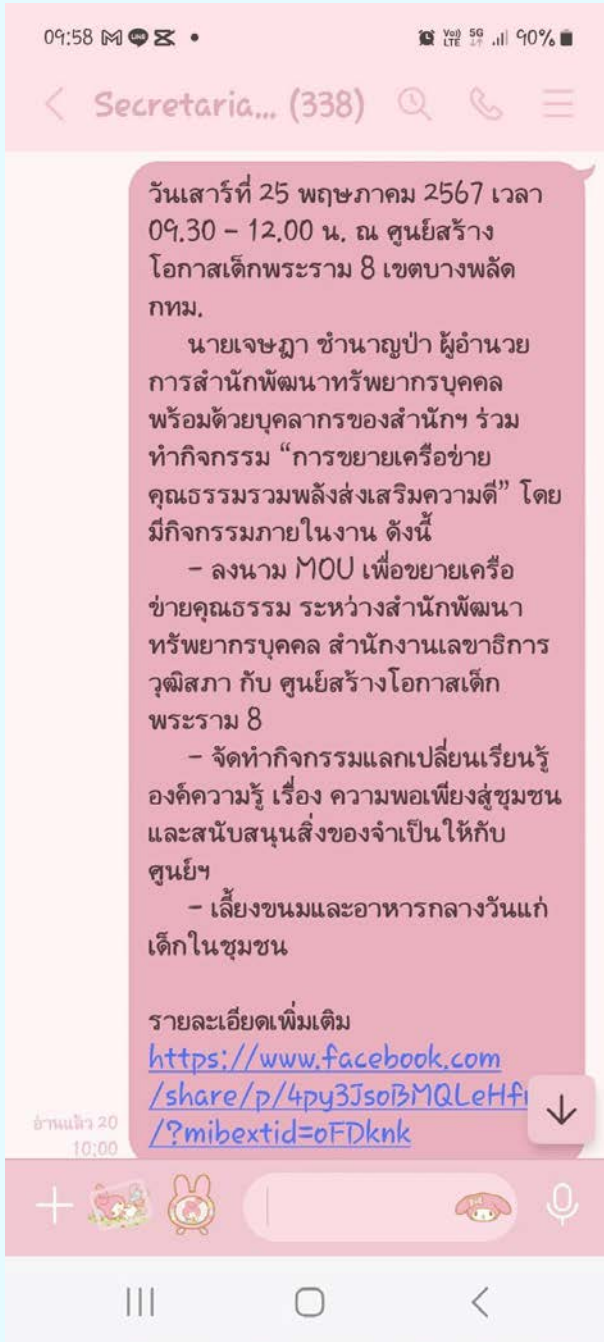 09:58
LINE
Vo)) LTE 5G 90%
Secretaria... (338)
วันเสาร์ที่ 25 พฤษภาคม 2567 เวลา
09.30 – 12.00 น. ณ ศูนย์สร้าง
โอกาสเด็กพระราม 8 เขตบางพลัด
กทม.
นายเจษฎา ชำนาญป่า ผู้อำนวย
การสำนักพัฒนาทรัพยากรบุคคล
พร้อมด้วยบุคลากรของสำนักฯ ร่วม
ทำกิจกรรม “การขยายเครือข่าย
คุณธรรมรวมพลังส่งเสริมความดี” โดย
มีกิจกรรมภายในงาน ดังนี้
– ลงนาม MOU เพื่อขยายเครือ
ข่ายคุณธรรม ระหว่างสำนักพัฒนา
ทรัพยากรบุคคล สำนักงานเลขาธิการ
วุฒิสภา กับ ศูนย์สร้างโอกาสเด็ก
พระราม 8
– จัดทำกิจกรรมแลกเปลี่ยนเรียนรู้
องค์ความรู้ เรื่อง ความพอเพียงสู่ชุมชน
และสนับสนุนสิ่งของจำเป็นให้กับ
ศูนย์ฯ
– เลี้ยงขนมและอาหารกลางวันแก่
เด็กในชุมชน
รายละเอียดเพิ่มเติม
https://www.facebook.com
/share/p/4py3JsoBMQLeHf
/?mibextid=oFDknk
อ่านแล้ว 20
10:00